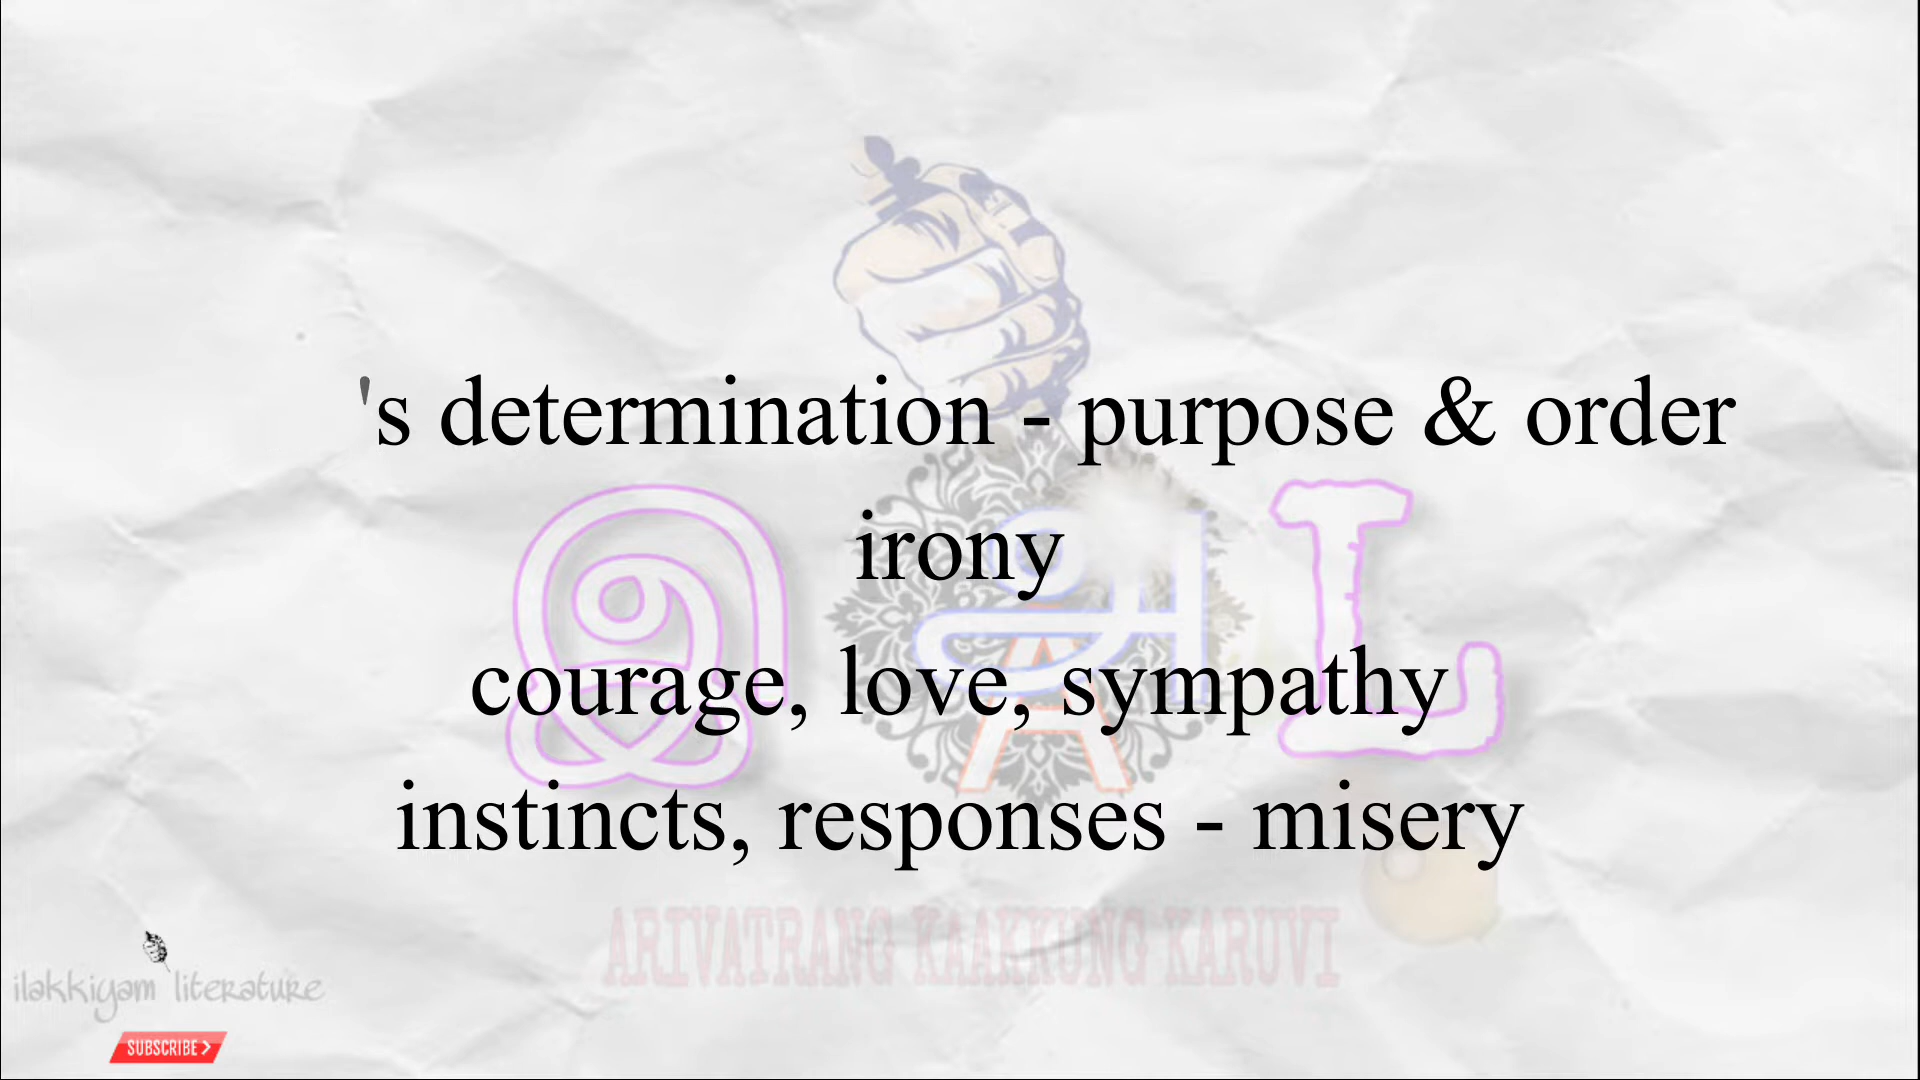 's determination - purpose & order
irony
courage, love, sympathy
instincts, responses - misery
இ அ A L
ARIVATRANG KAAKKUNG KARUVI
ilakkiyam literature
SUBSCRIBE >